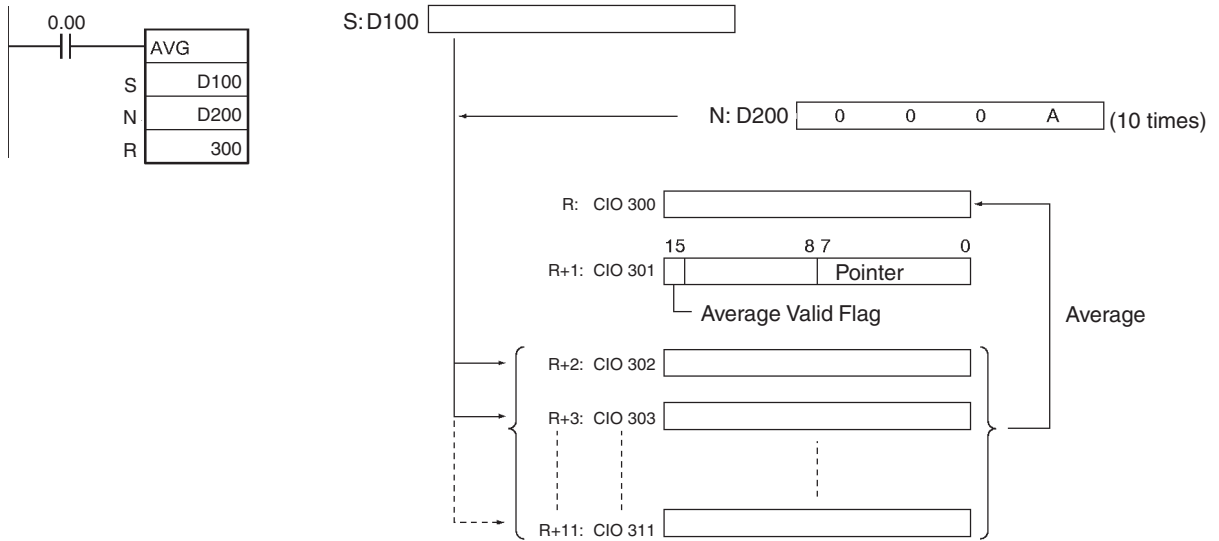 0.00
AVG
S D100
N D200
R 300
S: D100
N: D200 0 0 0 A (10 times)
R: CIO 300
15 8 7 0
R+1: CIO 301 Pointer
Average Valid Flag
Average
R+2: CIO 302
R+3: CIO 303
R+11: CIO 311